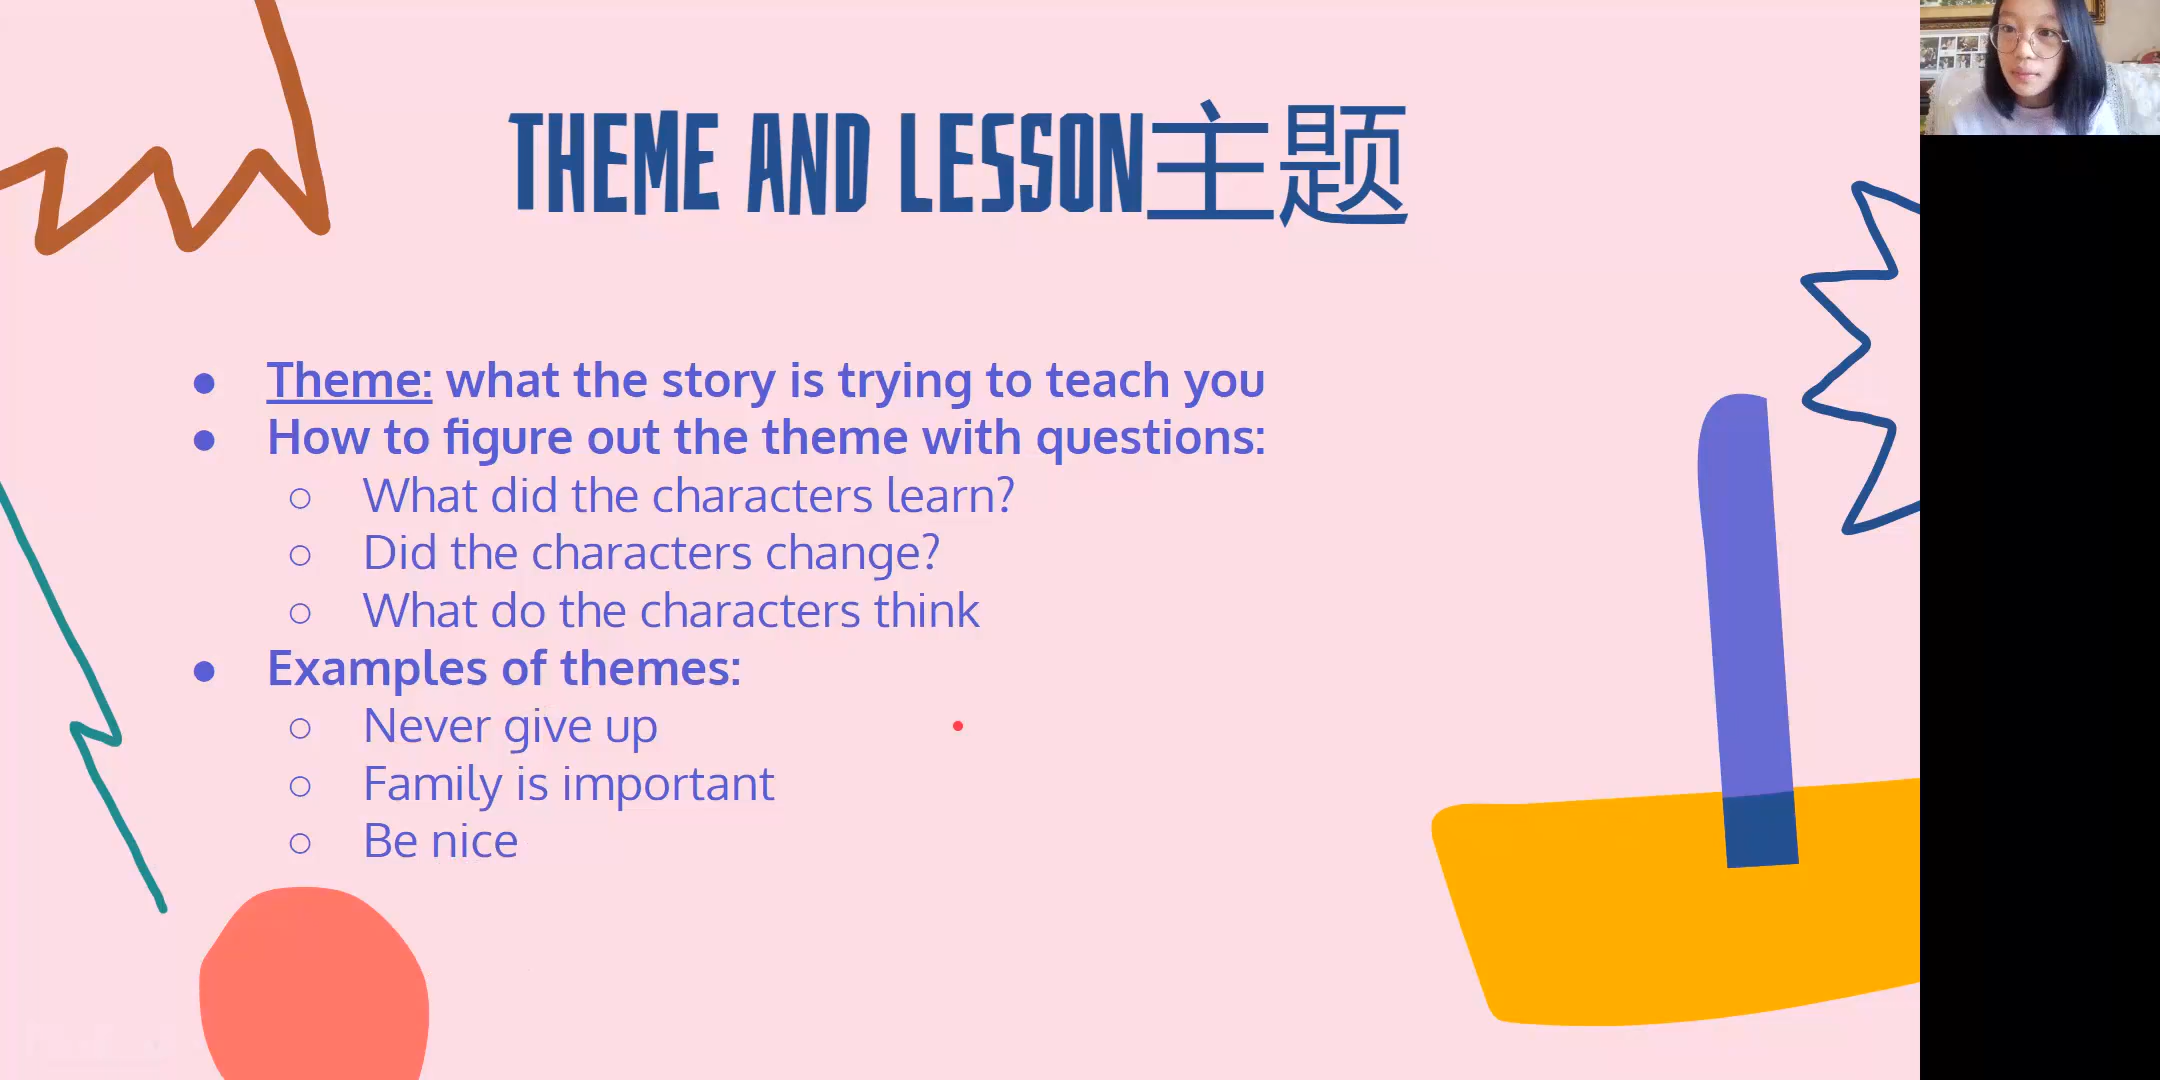 THEME AND LESSON主题
● Theme: what the story is trying to teach you
● How to figure out the theme with questions:
○ What did the characters learn?
○ Did the characters change?
○ What do the characters think
● Examples of themes:
○ Never give up
○ Family is important
○ Be nice